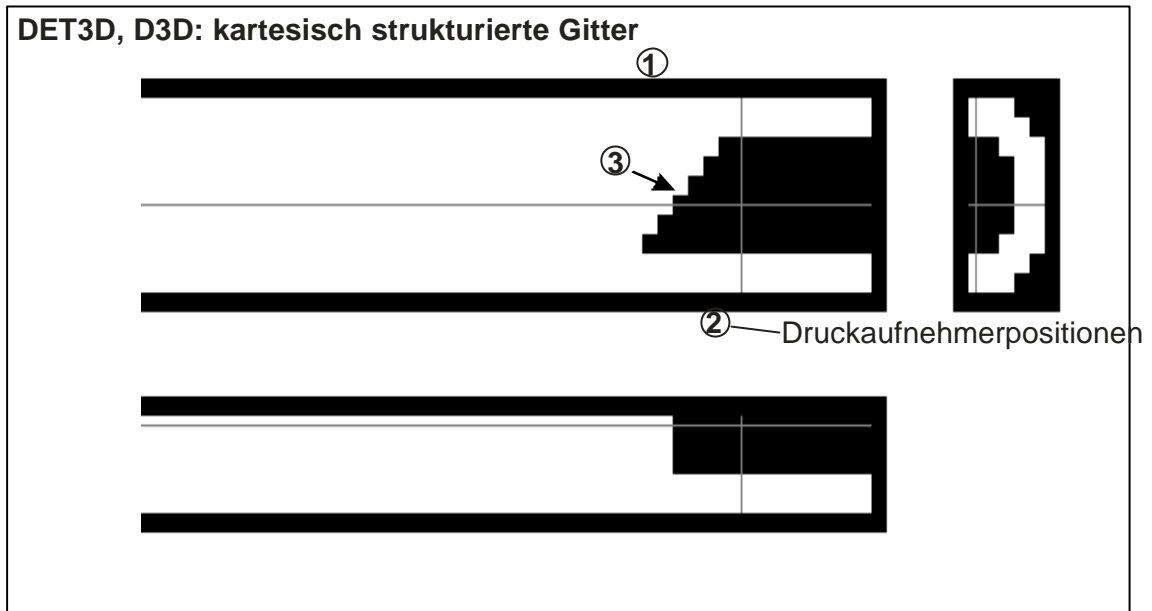 DET3D, D3D: kartesisch strukturierte Gitter
①
③
②
Druckaufnehmerpositionen